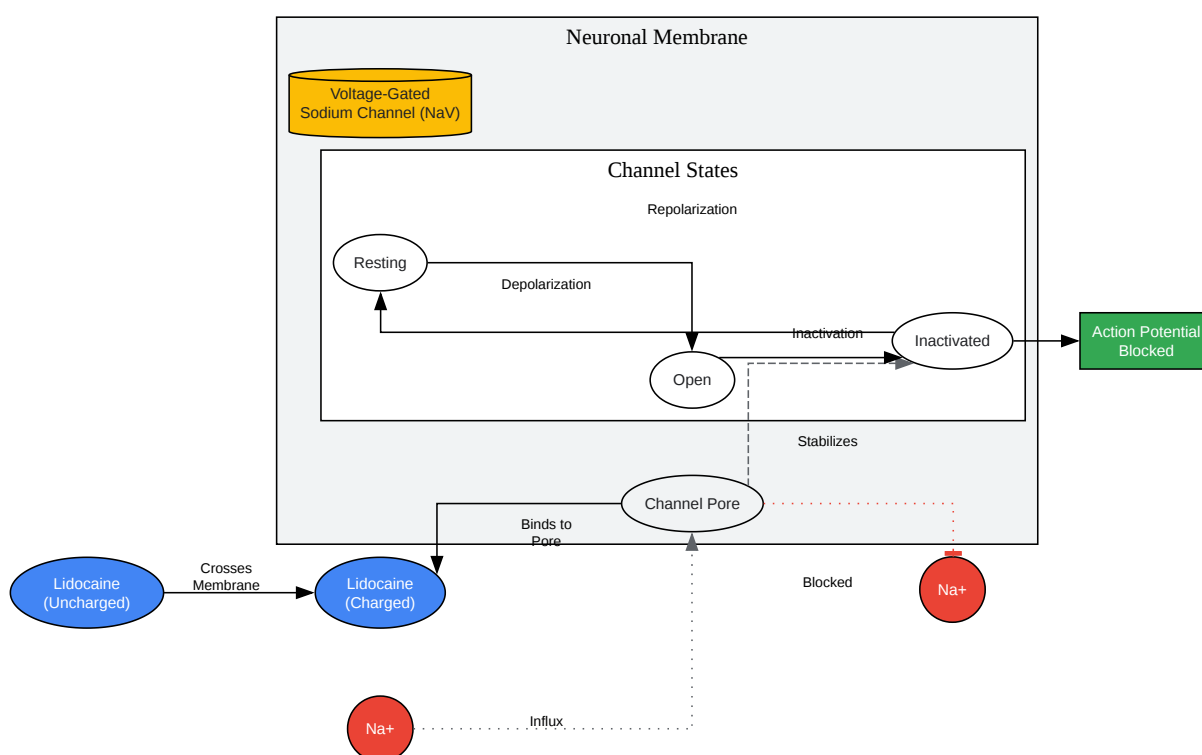 Neuronal Membrane
Voltage-Gated
Sodium Channel (NaV)
Channel States
Repolarization
Resting
Depolarization
Inactivation
Inactivated
Action Potential
Blocked
Open
Stabilizes
Channel Pore
Binds to
Pore
Crosses
Membrane
Lidocaine
(Uncharged)
Lidocaine
(Charged)
Blocked
Na+
Na+
Influx